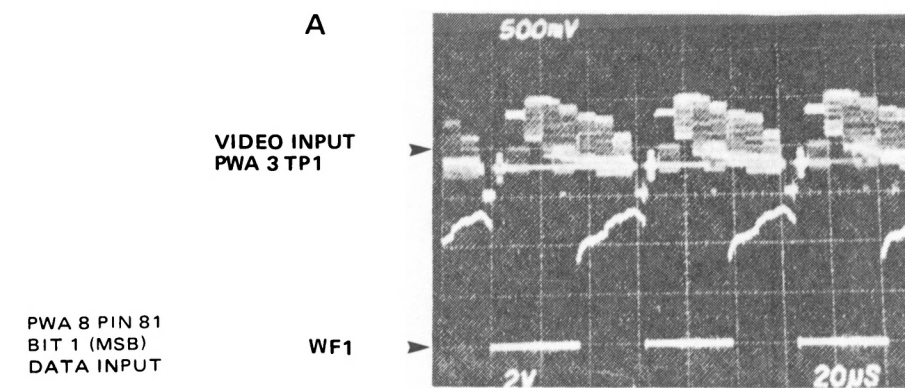 A
500mV
VIDEO INPUT
PWA 3 TP1
PWA 8 PIN 81
BIT 1 (MSB)
DATA INPUT
WF1
2V
20µS